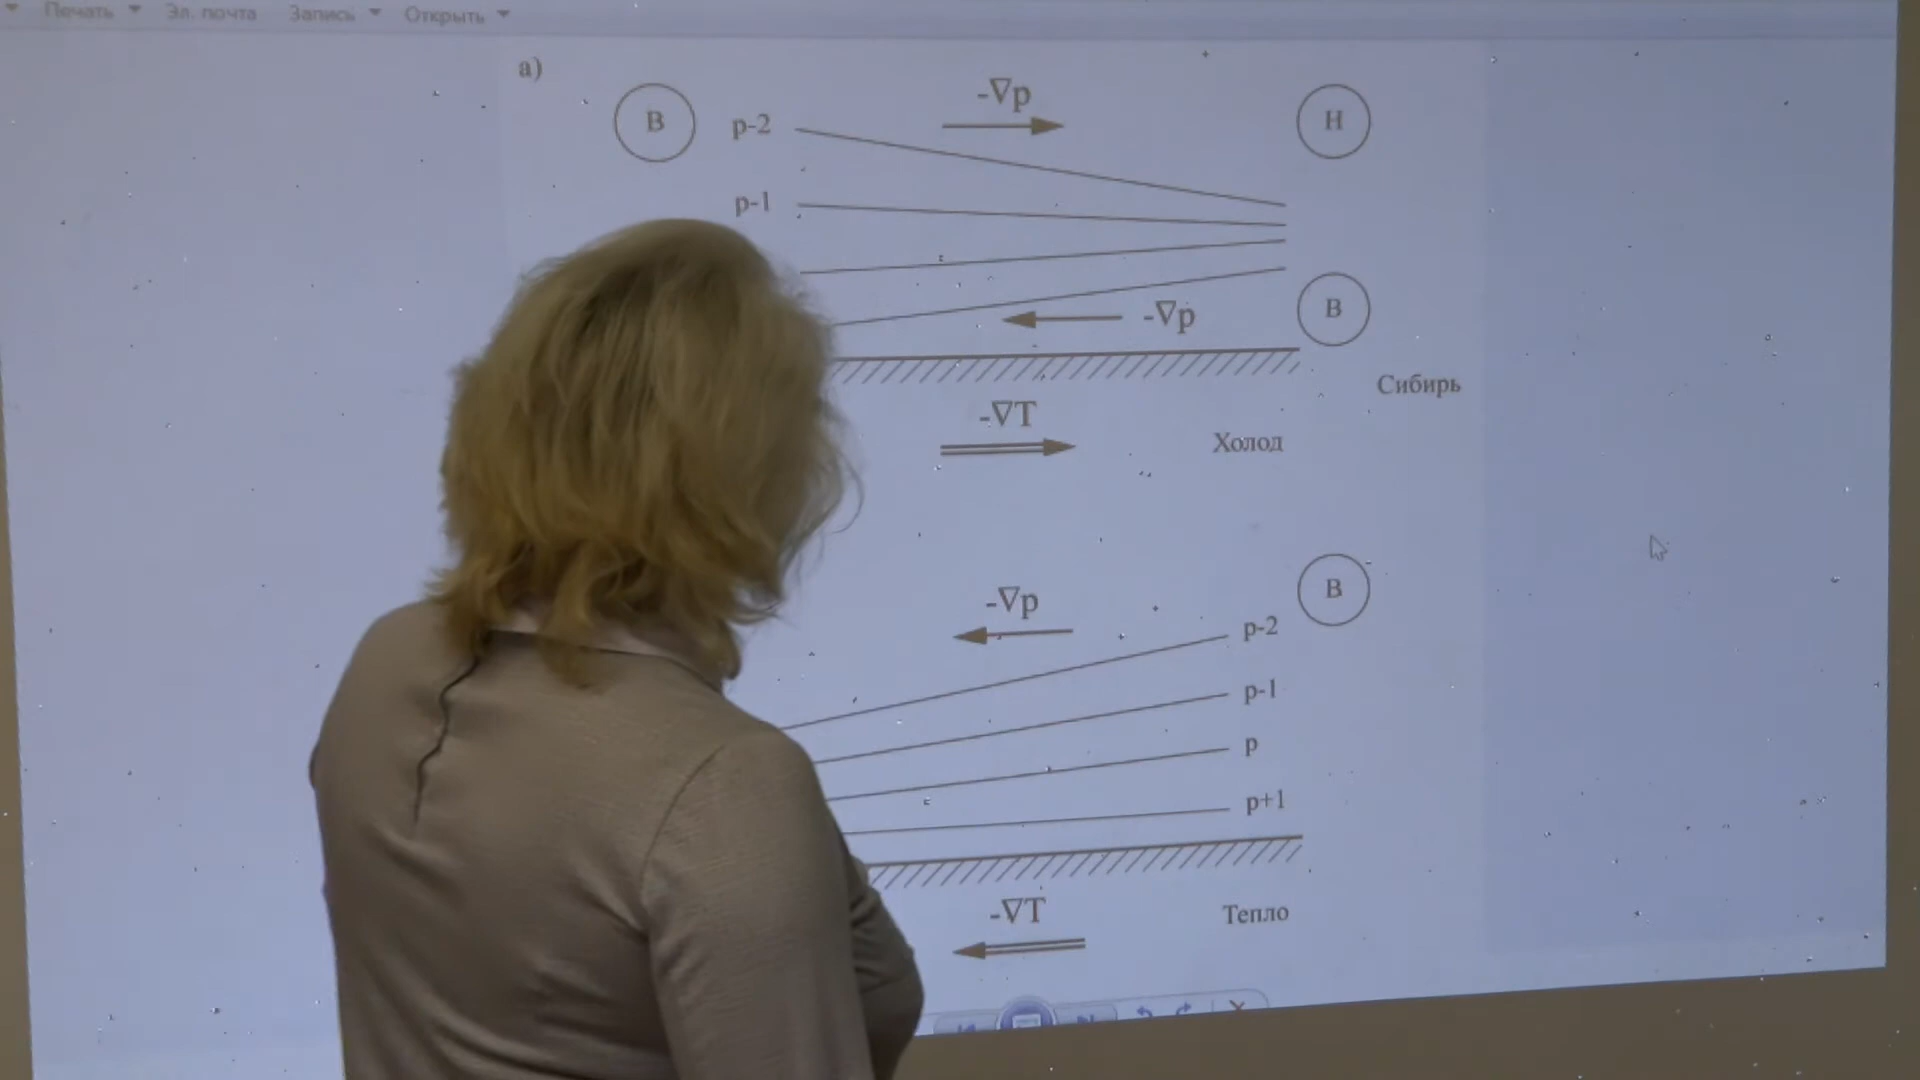 Печать Эл. почта Запись Открыть
а)
В p-2 -∇p Н
p-1
-∇p В
Сибирь
-∇T
Холод
В
-∇p
p-2
p-1
p
p+1
-∇T Тепло